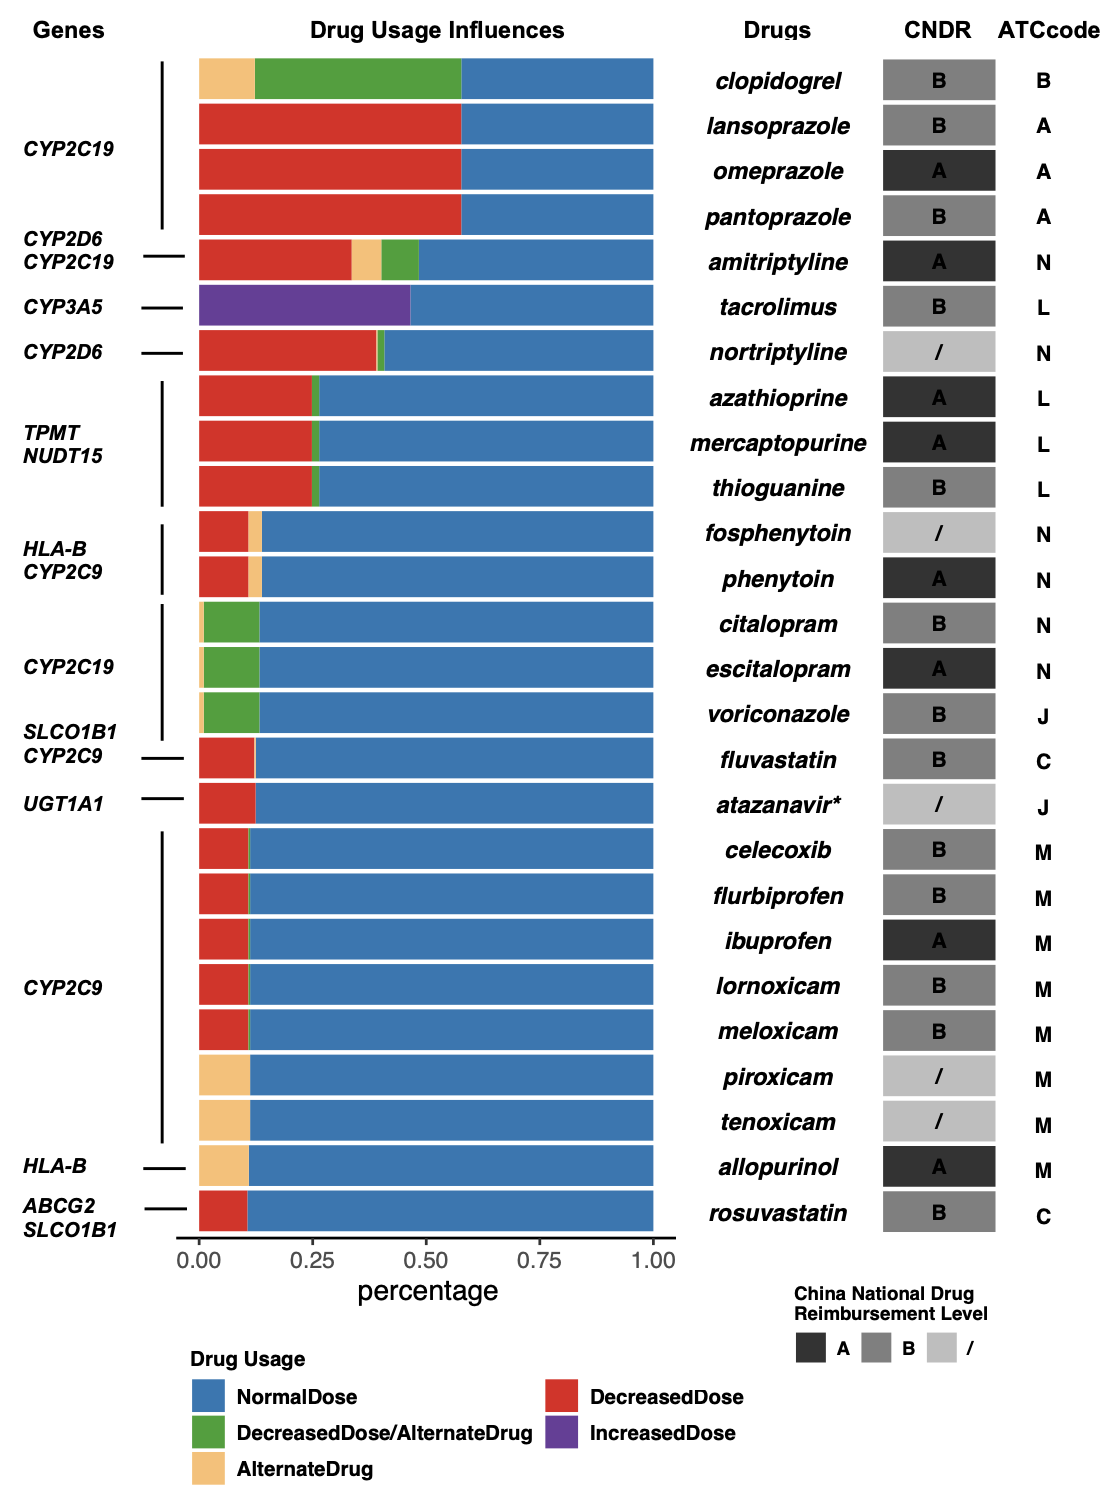 Genes Drug Usage Influences Drugs CNDR ATCcode
clopidogrel B B
lansoprazole B A
CYP2C19
omeprazole A A
pantoprazole B A
CYP2D6
CYP2C19
amitriptyline A N
CYP3A5 tacrolimus B L
CYP2D6 nortriptyline / N
azathioprine A L
TPMT
mercaptopurine A L
NUDT15
thioguanine B L
fosphenytoin / N
HLA-B
CYP2C9
phenytoin A N
citalopram B N
CYP2C19 escitalopram A N
voriconazole B J
SLCO1B1
CYP2C9
fluvastatin B C
UGT1A1 atazanavir* / J
celecoxib B M
flurbiprofen B M
ibuprofen A M
CYP2C9 lornoxicam B M
meloxicam B M
piroxicam / M
tenoxicam / M
HLA-B allopurinol A M
ABCG2
rosuvastatin B C
SLCO1B1
0.00 0.25 0.50 0.75 1.00
percentage
China National Drug
Reimbursement Level
A B /
Drug Usage
NormalDose DecreasedDose
DecreasedDose/AlternateDrug IncreasedDose
AlternateDrug